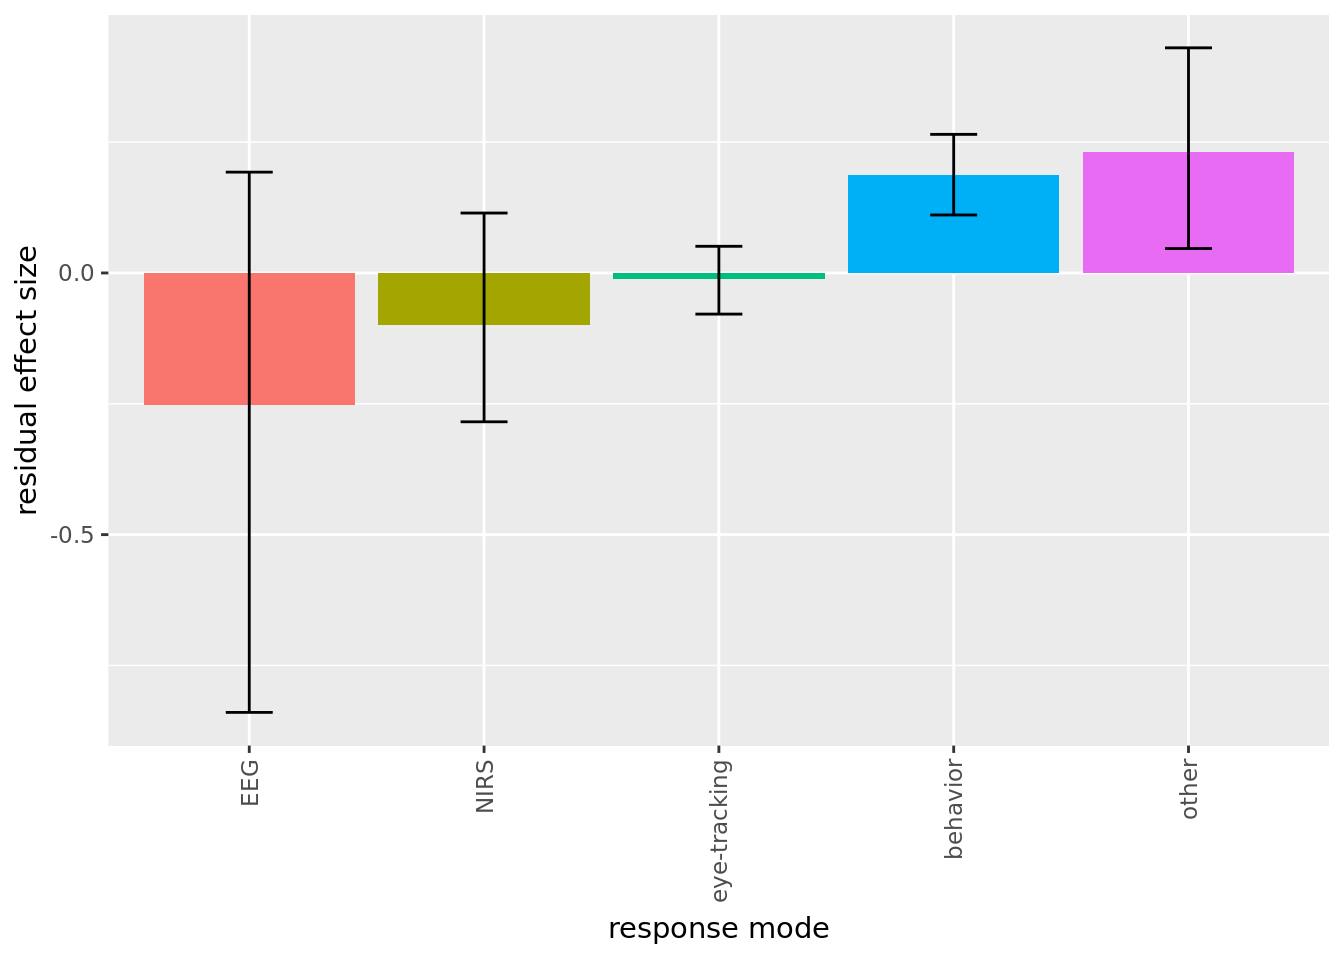 residual effect size
0.0
-0.5
EEG
NIRS
eye-tracking
behavior
other
response mode